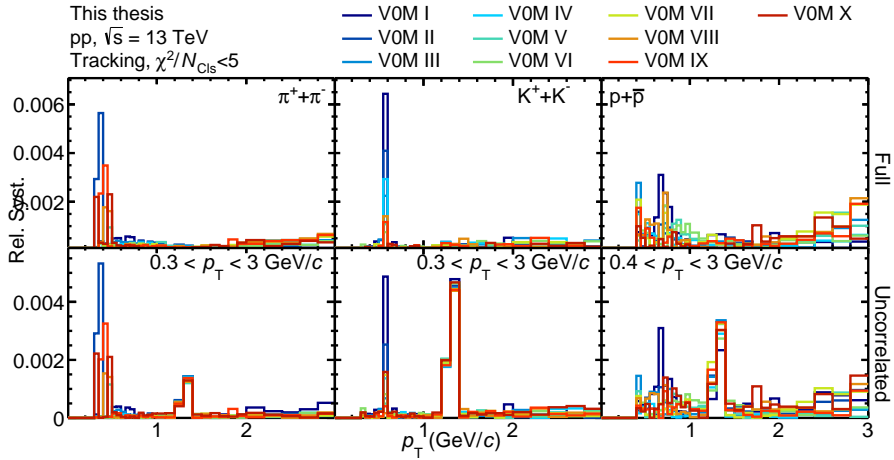 This thesis
pp, √s = 13 TeV
Tracking, χ²/N_Cls<5
V0M I V0M IV V0M VII V0M X
V0M II V0M V V0M VIII
V0M III V0M VI V0M IX
π⁺+π⁻ K⁺+K⁻ p+p̅
0.006
0.004
0.002
Rel. Syst.
Full
0.3 < p_T < 3 GeV/c 0.3 < p_T < 3 GeV/c 0.4 < p_T < 3 GeV/c
0.004
0.002
0
Uncorrelated
1 2 1 2 1 2 3
p_T (GeV/c)